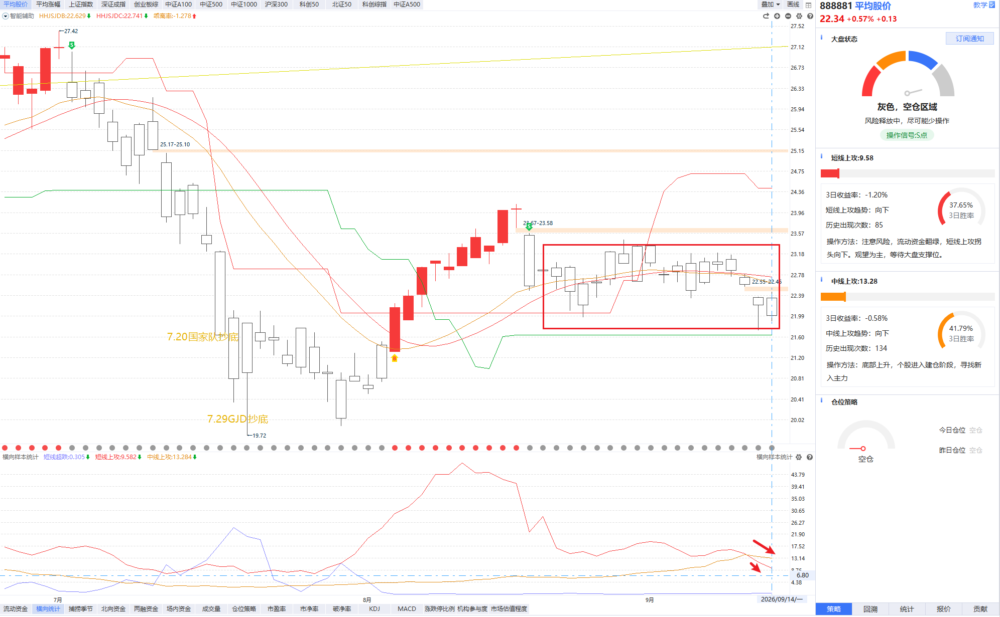 平均股价 平均涨幅 上证指数 深证成指 创业板综 中证A100 中证500 中证1000 沪深300 科创50 北证50 科创综指 中证A500 叠加 画线
智能辅助 HHJSJDB:22.629 HHJSJDC:22.741 乖离率:-1.278
27.52
27.42
S
27.12
26.73
26.33
25.94
25.54
25.17-25.10
25.15
24.75
24.36
23.96
23.67-23.58
S
23.57
23.18
22.78
22.55-22.45
22.39
21.99
7.20国家队抄底
21.60
B
21.20
20.81
20.41
7.29GJD抄底
20.02
19.72
横向样本统计 短线超跌:0.305 短线上攻:9.582 中线上攻:13.284 横向样本统计
43.79
39.41
35.03
30.65
26.27
21.90
17.52
13.14
8.76
6.80
4.38
7月 8月 9月 2026/09/14/一
流动资金 横向统计 捕捞季节 北向资金 两融资金 场内资金 成交量 仓位策略 市盈率 市净率 破净率 KDJ MACD 涨跌停比例 机构参与度 市场估值程度
888881 平均股价 教学
22.34 +0.57% +0.13
大盘状态 订阅通知
灰色，空仓区域
风险释放中，尽可能少操作
操作信号:S点
短线上攻:9.58
3日收益率：-1.20%
短线上攻趋势：向下
历史出现次数：85
37.65%
3日胜率
操作方法：注意风险，流动资金翻绿，短线上攻拐
头向下。观望为主，等待大盘支撑位。
中线上攻:13.28
3日收益率：-0.58%
中线上攻趋势：向下
历史出现次数：134
41.79%
3日胜率
操作方法：底部上升，个股进入建仓阶段，寻找新
入主力
仓位策略
空仓
今日仓位 空仓
昨日仓位 空仓
策略 回溯 统计 报价 贡献